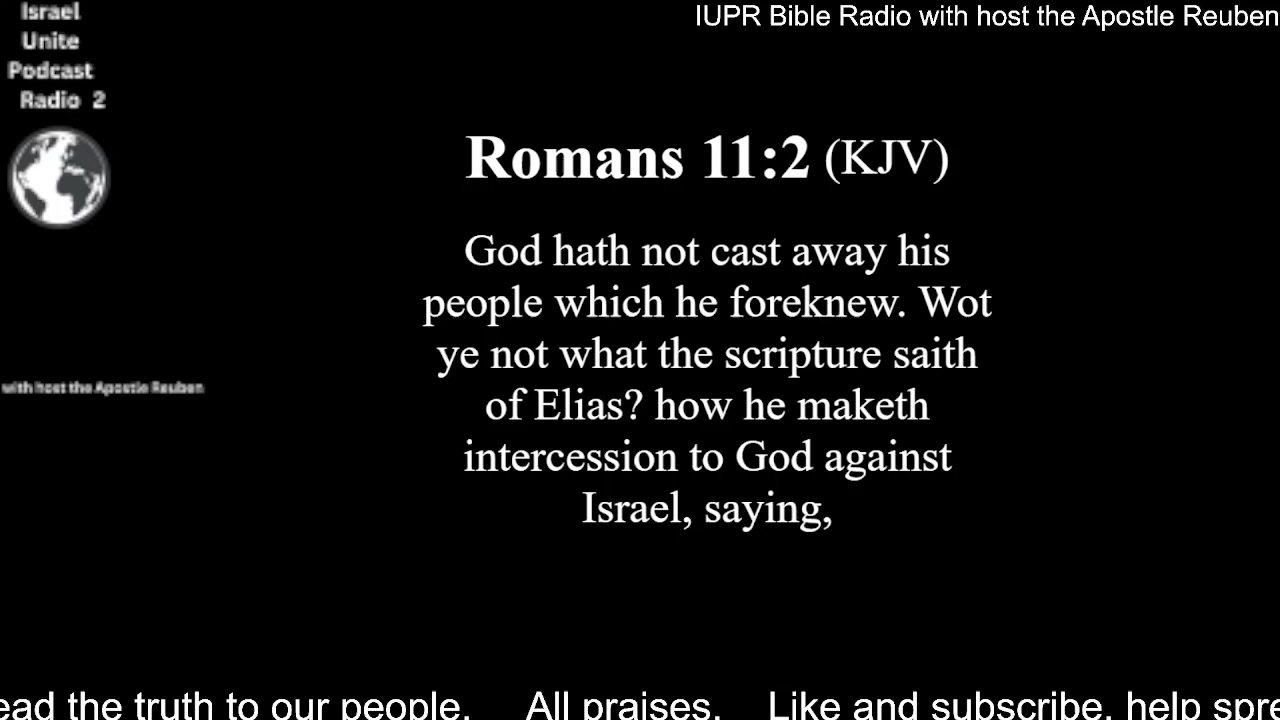 Israel
Unite
Podcast
Radio 2
IUPR Bible Radio with host the Apostle Reuben
Romans 11:2 (KJV)
God hath not cast away his
people which he foreknew. Wot
ye not what the scripture saith
of Elias? how he maketh
intercession to God against
Israel, saying,
with host the Apostle Reuben
ead the truth to our people. All praises. Like and subscribe, help spre